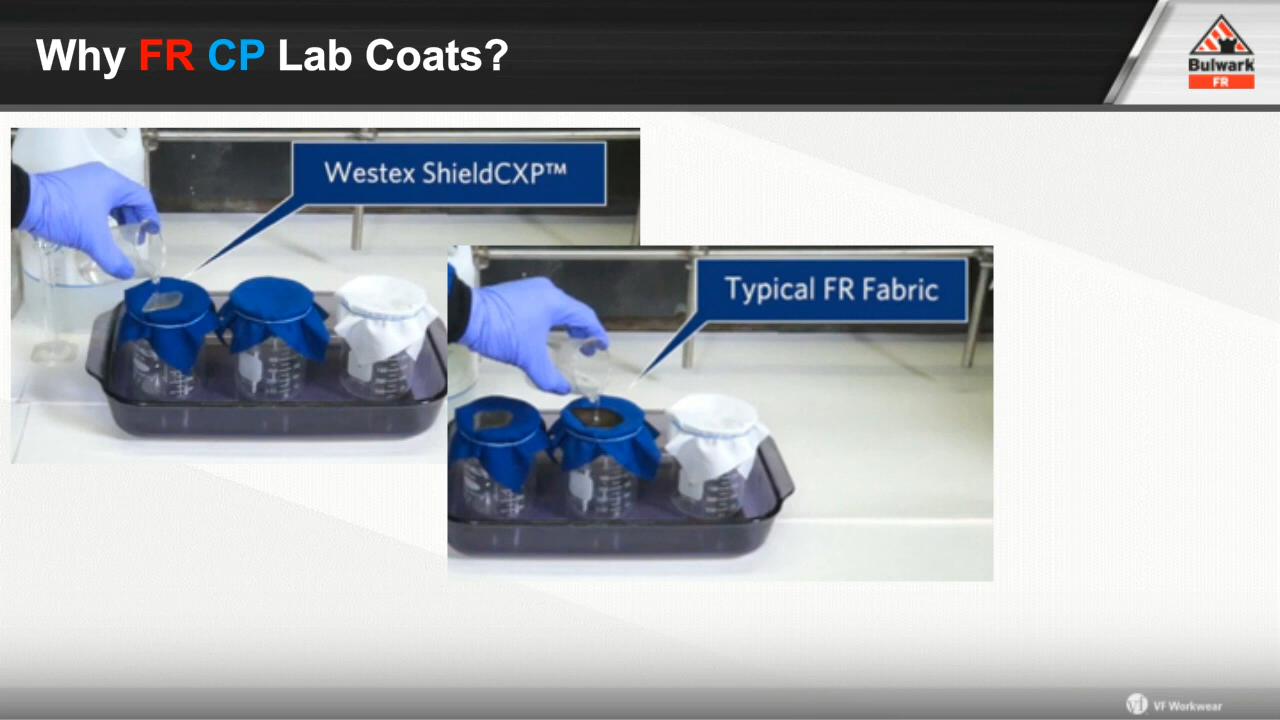 Why FR CP Lab Coats?
Bulwark
FR
Westex ShieldCXP™
Typical FR Fabric
VF Workwear